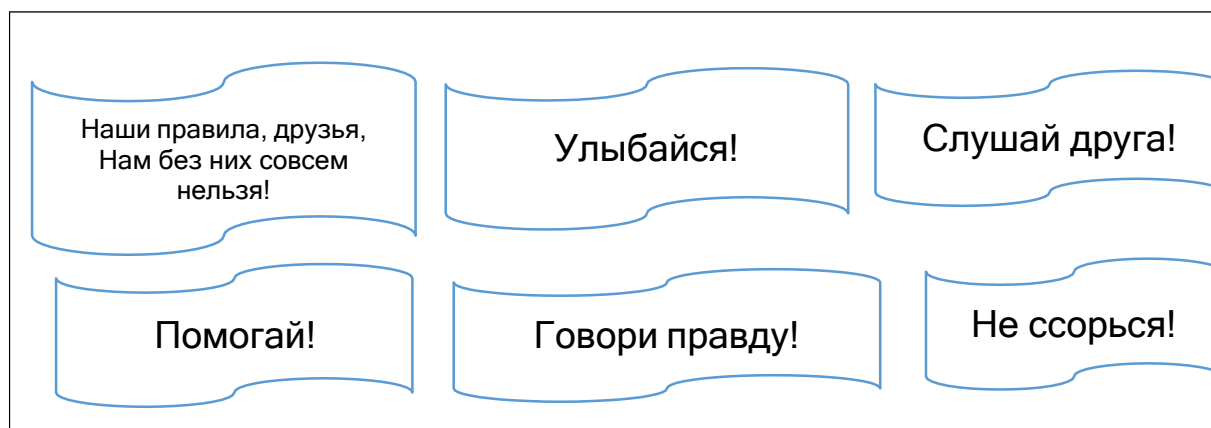 Наши правила, друзья,
Нам без них совсем
нельзя!
Улыбайся!
Слушай друга!
Помогай!
Говори правду!
Не ссорься!